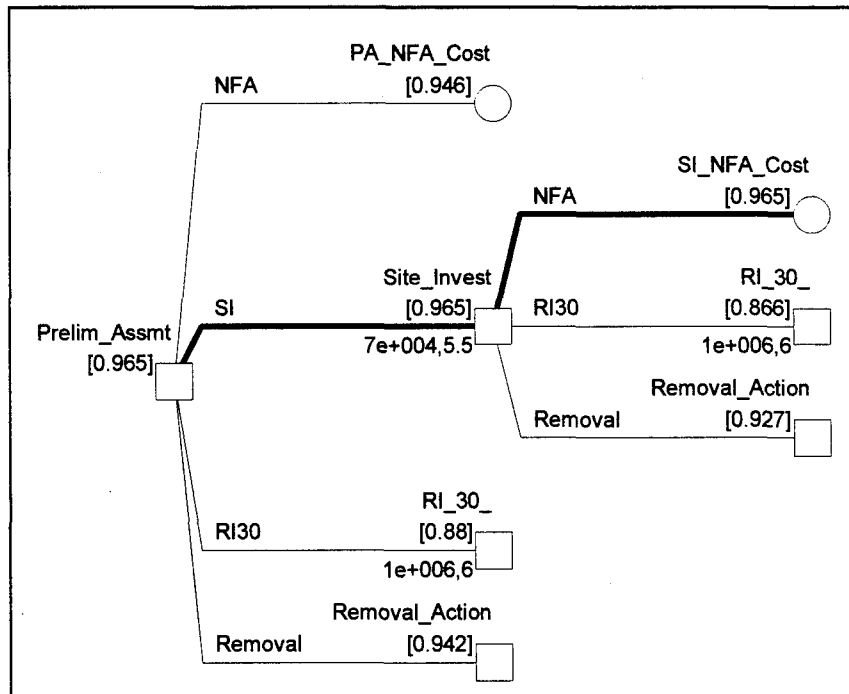 PA_NFA_Cost
NFA [0.946]
SI_NFA_Cost
NFA [0.965]
Site_Invest
SI [0.965]
7e+004,5.5
RI_30_
RI30 [0.866]
1e+006,6
Prelim_Assmt
[0.965]
Removal_Action
Removal [0.927]
RI_30_
RI30 [0.88]
1e+006,6
Removal_Action
Removal [0.942]